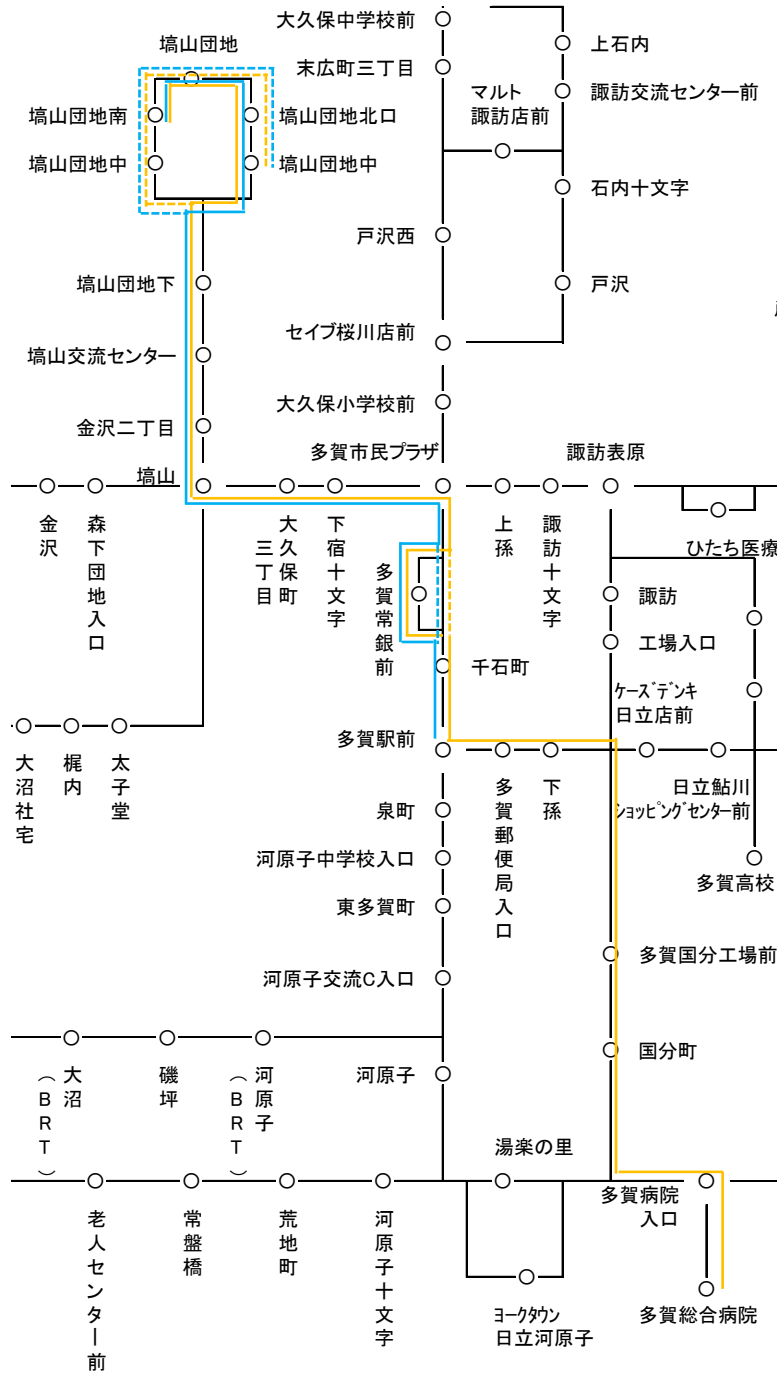 大久保中学校前
塙山団地
上石内
末広町三丁目
マルト
諏訪店前
諏訪交流センター前
塙山団地南
塙山団地北口
塙山団地中
塙山団地中
石内十文字
戸沢西
塙山団地下
戸沢
セイブ桜川店前
塙山交流センター
大久保小学校前
金沢二丁目
多賀市民プラザ
諏訪表原
塙山
金沢
森下団地入口
大久保町
三丁目
下宿十文字
多賀常銀前
上孫
諏訪十文字
ひたち医療
諏訪
工場入口
千石町
ケーズデンキ
日立店前
多賀駅前
大沼社宅
梶内
太子堂
多賀郵便局入口
下孫
日立鮎川
ショッピングセンター前
泉町
河原子中学校入口
多賀高校
東多賀町
多賀国分工場前
河原子交流C入口
国分町
大沼
(BRT)
磯坪
河原子
(BRT)
河原子
湯楽の里
多賀病院
入口
老人センター前
常盤橋
荒地町
河原子十文字
ヨークタウン
日立河原子
多賀総合病院